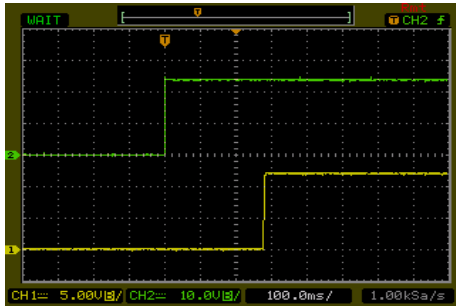 WAIT
T
T CH2
T
2
1
CH1 5.00V B/ CH2 10.0V B/ 100.0ms/ 1.00kSa/s